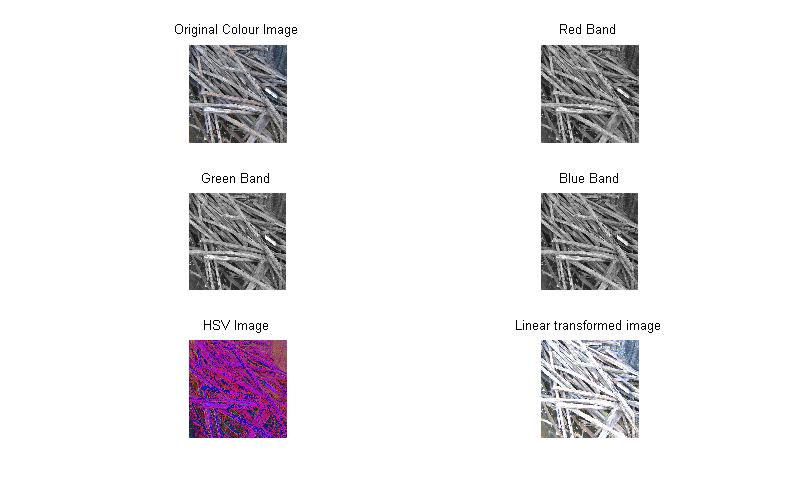 Original Colour Image
Red Band
Green Band
Blue Band
HSV Image
Linear transformed image